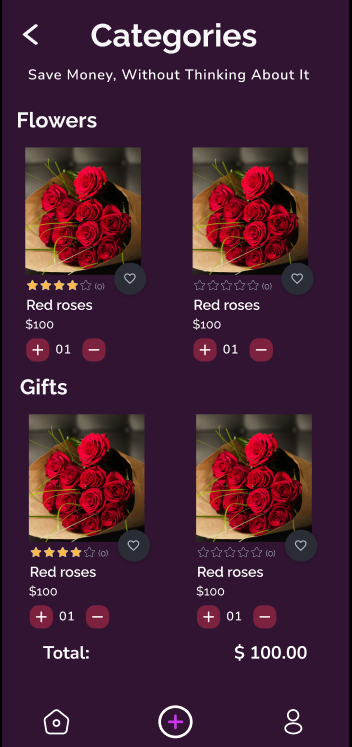 Categories
Save Money, Without Thinking About It
Flowers
(0) (0)
Red roses Red roses
$100 $100
+ 01 − + 01 −
Gifts
(0) (0)
Red roses Red roses
$100 $100
+ 01 − + 01 −
Total: $ 100.00